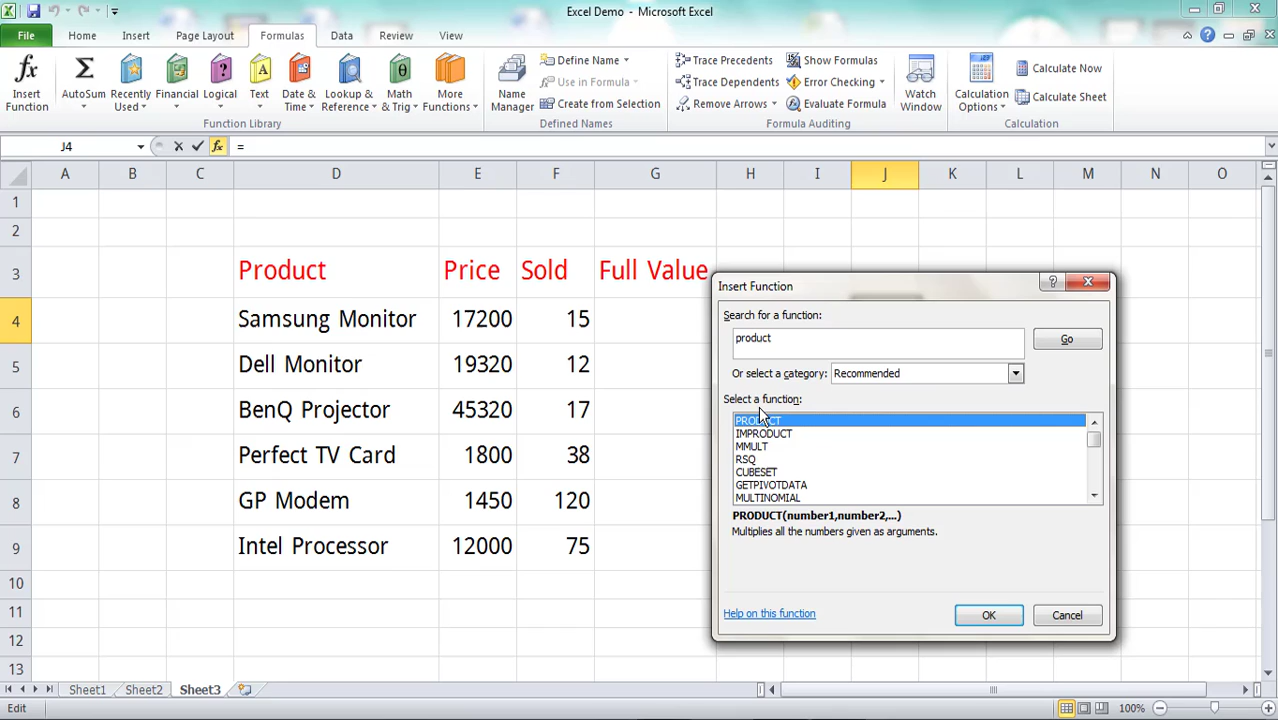 Excel Demo - Microsoft Excel
File Home Insert Page Layout Formulas Data Review View
fx Insert Function
Σ AutoSum
Recently Used
Financial
Logical
Text
Date & Time
Lookup & Reference
Math & Trig
More Functions
Function Library
Name Manager
Define Name
Use in Formula
Create from Selection
Defined Names
Trace Precedents
Trace Dependents
Remove Arrows
Show Formulas
Error Checking
Evaluate Formula
Formula Auditing
Watch Window
Calculation Options
Calculate Now
Calculate Sheet
Calculation
J4 fx =
A B C D E F G H I J K L M N O
1
2
3 Product Price Sold Full Value
4 Samsung Monitor 17200 15
5 Dell Monitor 19320 12
6 BenQ Projector 45320 17
7 Perfect TV Card 1800 38
8 GP Modem 1450 120
9 Intel Processor 12000 75
10
11
12
13
Insert Function
Search for a function:
product Go
Or select a category: Recommended
Select a function:
PRODUCT
IMPRODUCT
MMULT
RSQ
CUBESET
GETPIVOTDATA
MULTINOMIAL
PRODUCT(number1,number2,...)
Multiplies all the numbers given as arguments.
Help on this function OK Cancel
Sheet1 Sheet2 Sheet3
Edit 100%